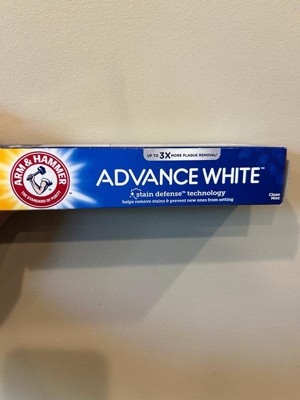 UP TO 3X MORE PLAQUE REMOVAL
ARM & HAMMER
THE STANDARD OF PURITY
ADVANCE WHITE™
stain defense™ technology
helps remove stains & prevent new ones from setting
Clean
Mint